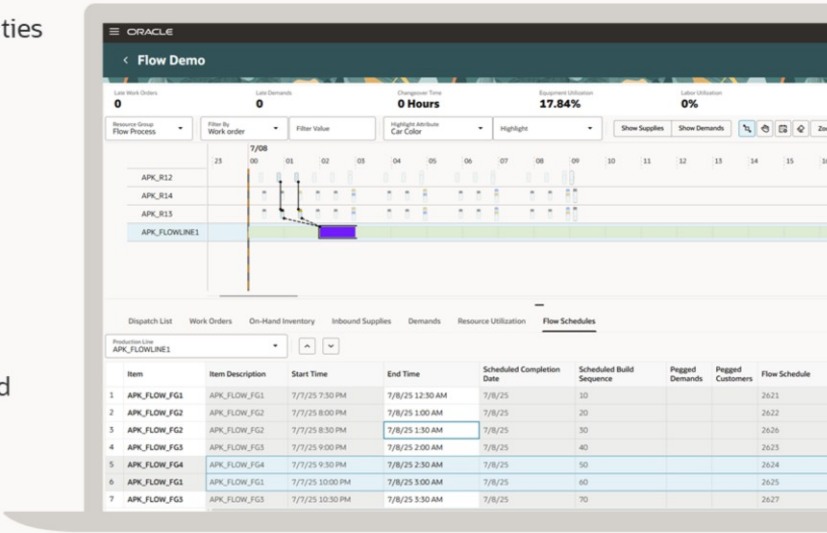 ties
d
ORACLE
Flow Demo
Late Work Orders Late Demands Changeover Time Equipment Utilization Labor Utilization
0 0 0 Hours 17.84% 0%
Resource Group Filter By Highlight Attribute
Flow Process Work order Filter Value Car Color Highlight Show Supplies Show Demands
7/08
23 00 01 02 03 04 05 06 07 08 09 10 11 12 13 14 15
APK_R12
APK_R14
APK_R13
APK_FLOWLINE1
Dispatch List Work Orders On-Hand Inventory Inbound Supplies Demands Resource Utilization Flow Schedules
Production Line
APK_FLOWLINE1
Item Item Description Start Time End Time Scheduled Completion Date Scheduled Build Sequence Pegged Demands Pegged Customers Flow Schedule
1 APK_FLOW_FG1 APK_FLOW_FG1 7/7/25 7:30 PM 7/8/25 12:30 AM 7/8/25 10 2621
2 APK_FLOW_FG2 APK_FLOW_FG2 7/7/25 8:00 PM 7/8/25 1:00 AM 7/8/25 20 2622
3 APK_FLOW_FG2 APK_FLOW_FG2 7/7/25 8:30 PM 7/8/25 1:30 AM 7/8/25 30 2626
4 APK_FLOW_FG3 APK_FLOW_FG3 7/7/25 9:00 PM 7/8/25 2:00 AM 7/8/25 40 2623
5 APK_FLOW_FG4 APK_FLOW_FG4 7/7/25 9:30 PM 7/8/25 2:30 AM 7/8/25 50 2624
6 APK_FLOW_FG1 APK_FLOW_FG1 7/7/25 10:00 PM 7/8/25 3:00 AM 7/8/25 60 2625
7 APK_FLOW_FG3 APK_FLOW_FG3 7/7/25 10:30 PM 7/8/25 3:30 AM 7/8/25 70 2627